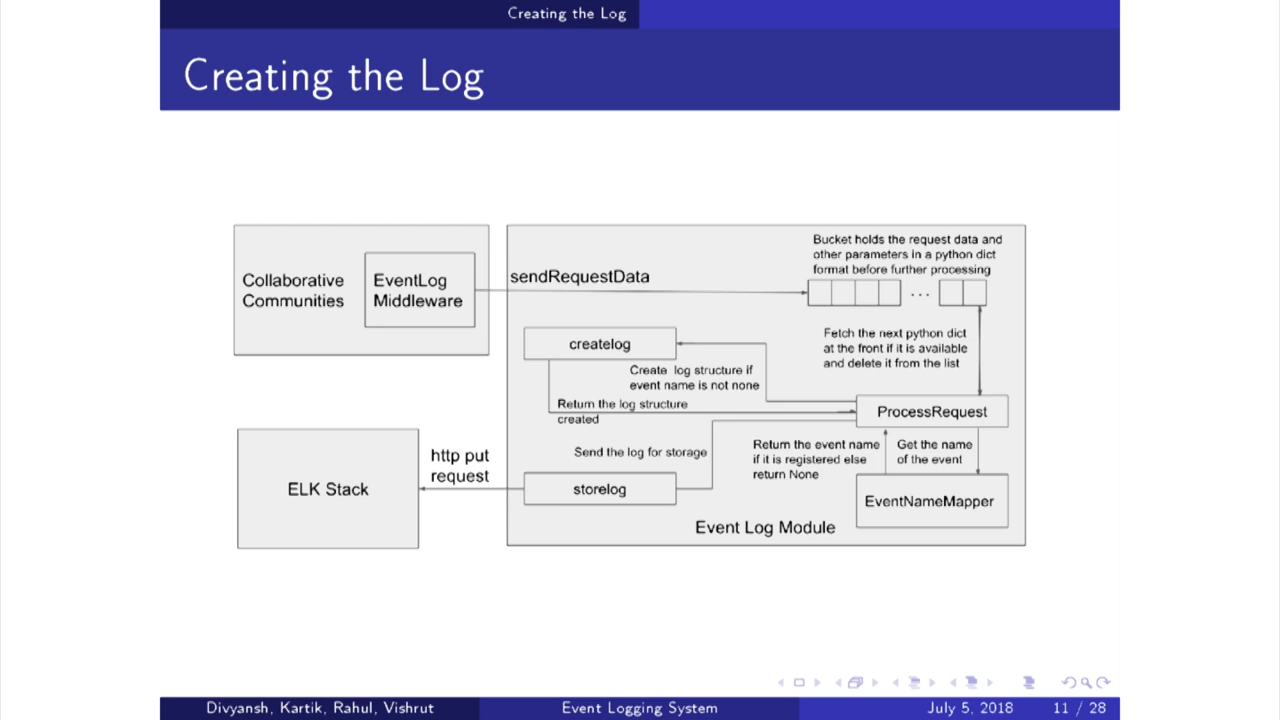 Creating the Log
Creating the Log
Collaborative
Communities
EventLog
Middleware
sendRequestData
Bucket holds the request data and
other parameters in a python dict
format before further processing
...
Fetch the next python dict
at the front if it is available
and delete it from the list
createlog
Create log structure if
event name is not none
Return the log structure
created
ProcessRequest
Send the log for storage
Return the event name
if it is registered else
return None
Get the name
of the event
http put
request
ELK Stack
storelog
EventNameMapper
Event Log Module
Divyansh, Kartik, Rahul, Vishrut
Event Logging System
July 5, 2018
11 / 28